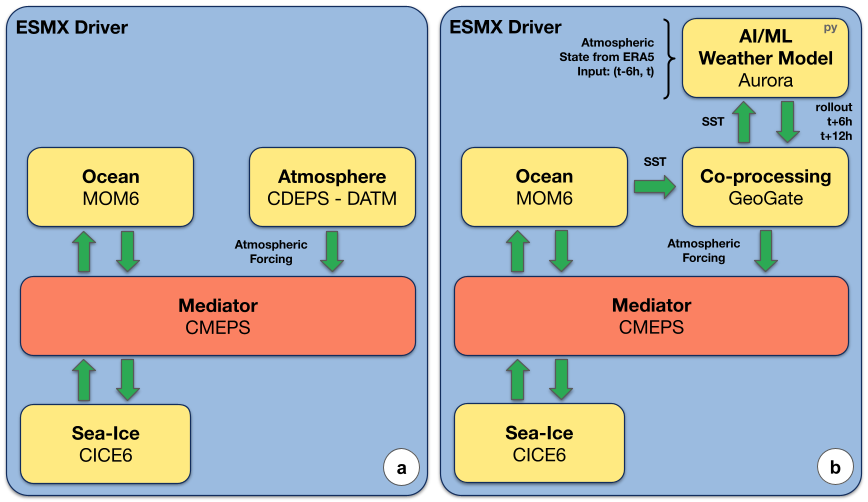 ESMX Driver
Ocean
MOM6
Atmosphere
CDEPS - DATM
Atmospheric
Forcing
Mediator
CMEPS
Sea-Ice
CICE6
a
ESMX Driver
Atmospheric
State from ERA5
Input: (t-6h, t)
py
AI/ML
Weather Model
Aurora
SST
rollout
t+6h
t+12h
Ocean
MOM6
SST
Co-processing
GeoGate
Atmospheric
Forcing
Mediator
CMEPS
Sea-Ice
CICE6
b